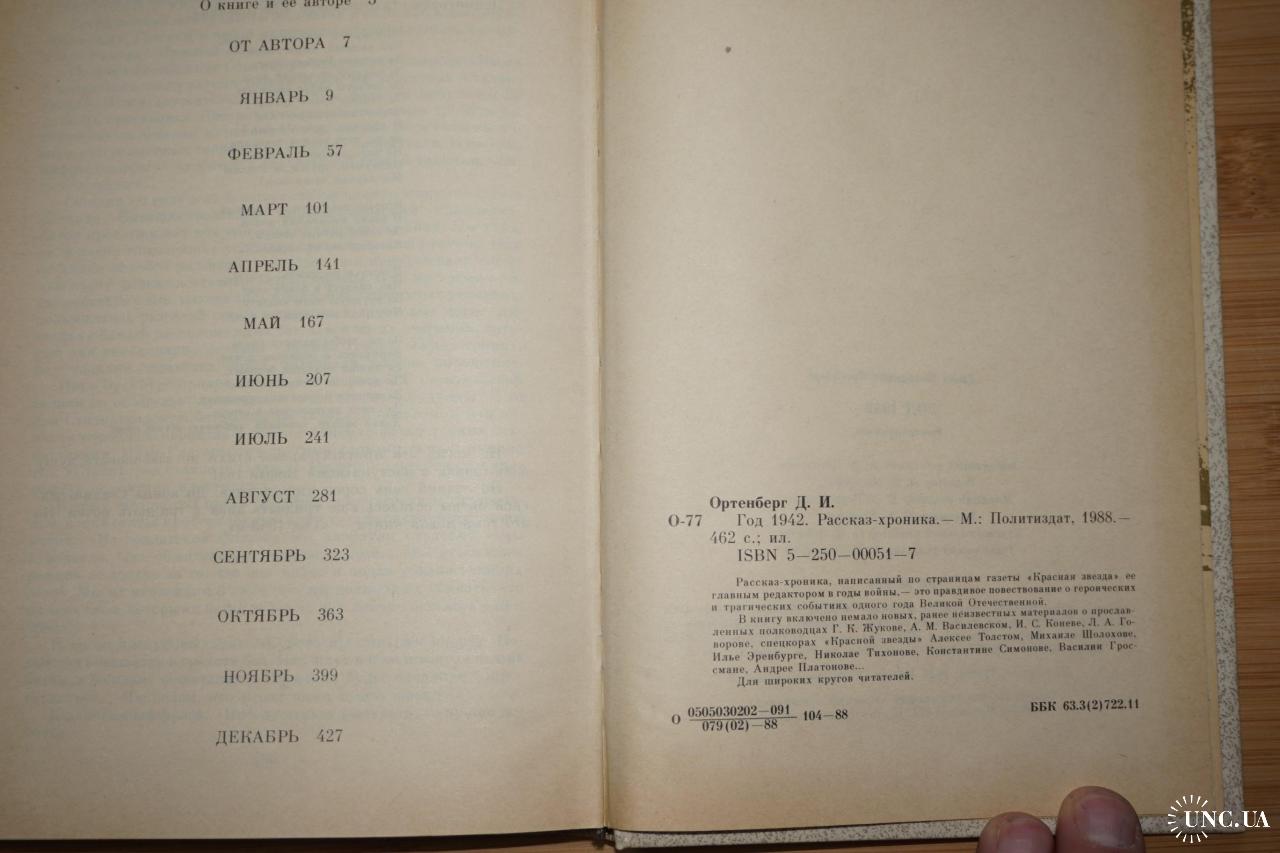 О книге и ее авторе 5
ОТ АВТОРА 7
ЯНВАРЬ 9
ФЕВРАЛЬ 57
МАРТ 101
АПРЕЛЬ 141
МАЙ 167
ИЮНЬ 207
ИЮЛЬ 241
АВГУСТ 281
СЕНТЯБРЬ 323
ОКТЯБРЬ 363
НОЯБРЬ 399
ДЕКАБРЬ 427
Ортенберг Д. И.
О-77 Год 1942. Рассказ-хроника.— М.: Политиздат, 1988.—
462 с.; ил.
ISBN 5—250—00051—7
Рассказ-хроника, написанный по страницам газеты «Красная звезда» ее
главным редактором в годы войны,— это правдивое повествование о героических
и трагических событиях одного года Великой Отечественной.
В книгу включено немало новых, ранее неизвестных материалов о прослав-
ленных полководцах Г. К. Жукове, А. М. Василевском, И. С. Коневе, Л. А. Го-
ворове, спецкорах «Красной звезды» Алексее Толстом, Михаиле Шолохове,
Илье Эренбурге, Николае Тихонове, Константине Симонове, Василии Грос-
смане, Андрее Платонове...
Для широких кругов читателей.
О 0505030202—091 104—88
079(02)—88
ББК 63.3(2)722.11
UNC.UA